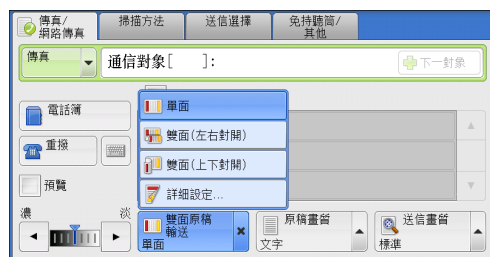 傳真/
網路傳真
掃描方法
送信選擇
免持聽筒/
其他
傳真
通信對象[ ]:
下一對象
電話簿
重撥
預覽
單面
雙面(左右封開)
雙面(上下封開)
詳細設定...
濃
淡
雙面原稿
輸送
單面
原稿畫質
文字
送信畫質
標準